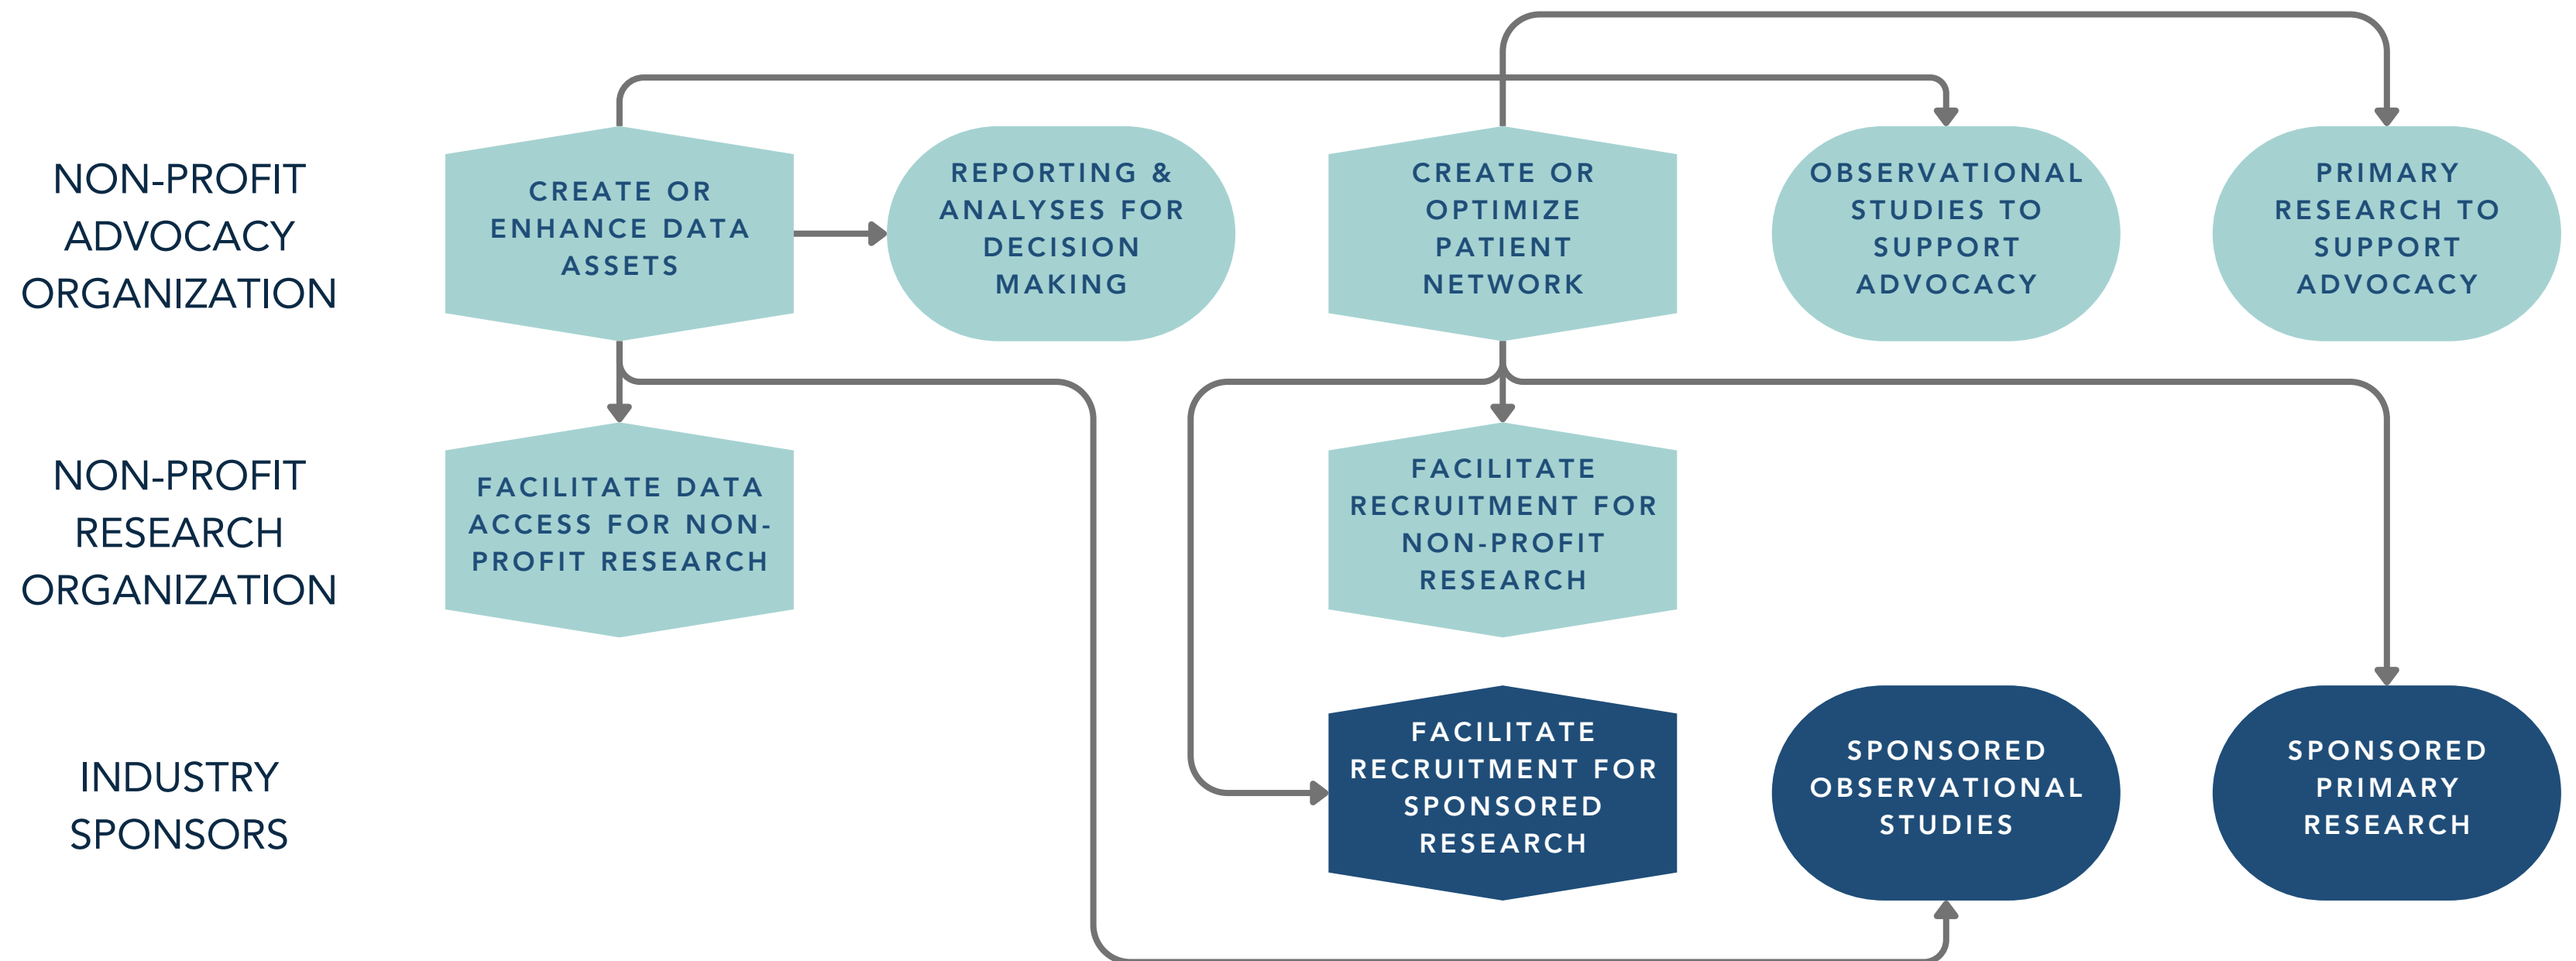 NON-PROFIT
ADVOCACY
ORGANIZATION
CREATE OR
ENHANCE DATA
ASSETS
REPORTING &
ANALYSES FOR
DECISION
MAKING
CREATE OR
OPTIMIZE
PATIENT
NETWORK
OBSERVATIONAL
STUDIES TO
SUPPORT
ADVOCACY
PRIMARY
RESEARCH TO
SUPPORT
ADVOCACY
NON-PROFIT
RESEARCH
ORGANIZATION
FACILITATE DATA
ACCESS FOR NON-
PROFIT RESEARCH
FACILITATE
RECRUITMENT FOR
NON-PROFIT
RESEARCH
INDUSTRY
SPONSORS
FACILITATE
RECRUITMENT FOR
SPONSORED
RESEARCH
SPONSORED
OBSERVATIONAL
STUDIES
SPONSORED
PRIMARY
RESEARCH